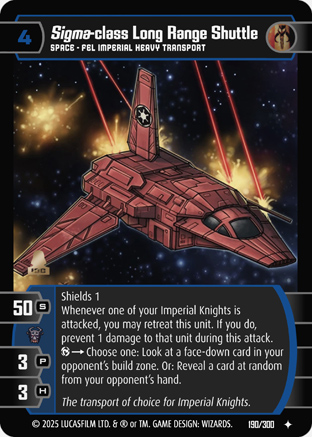 4
Sigma-class Long Range Shuttle
SPACE - FEL IMPERIAL HEAVY TRANSPORT
50 S
3 P
3 H
Shields 1
Whenever one of your Imperial Knights is
attacked, you may retreat this unit. If you do,
prevent 1 damage to that unit during this attack.
→ Choose one: Look at a face-down card in your
opponent's build zone. Or: Reveal a card at random
from your opponent's hand.
The transport of choice for Imperial Knights.
© 2025 LUCASFILM LTD. & ® or TM. GAME DESIGN: WIZARDS. 190/300